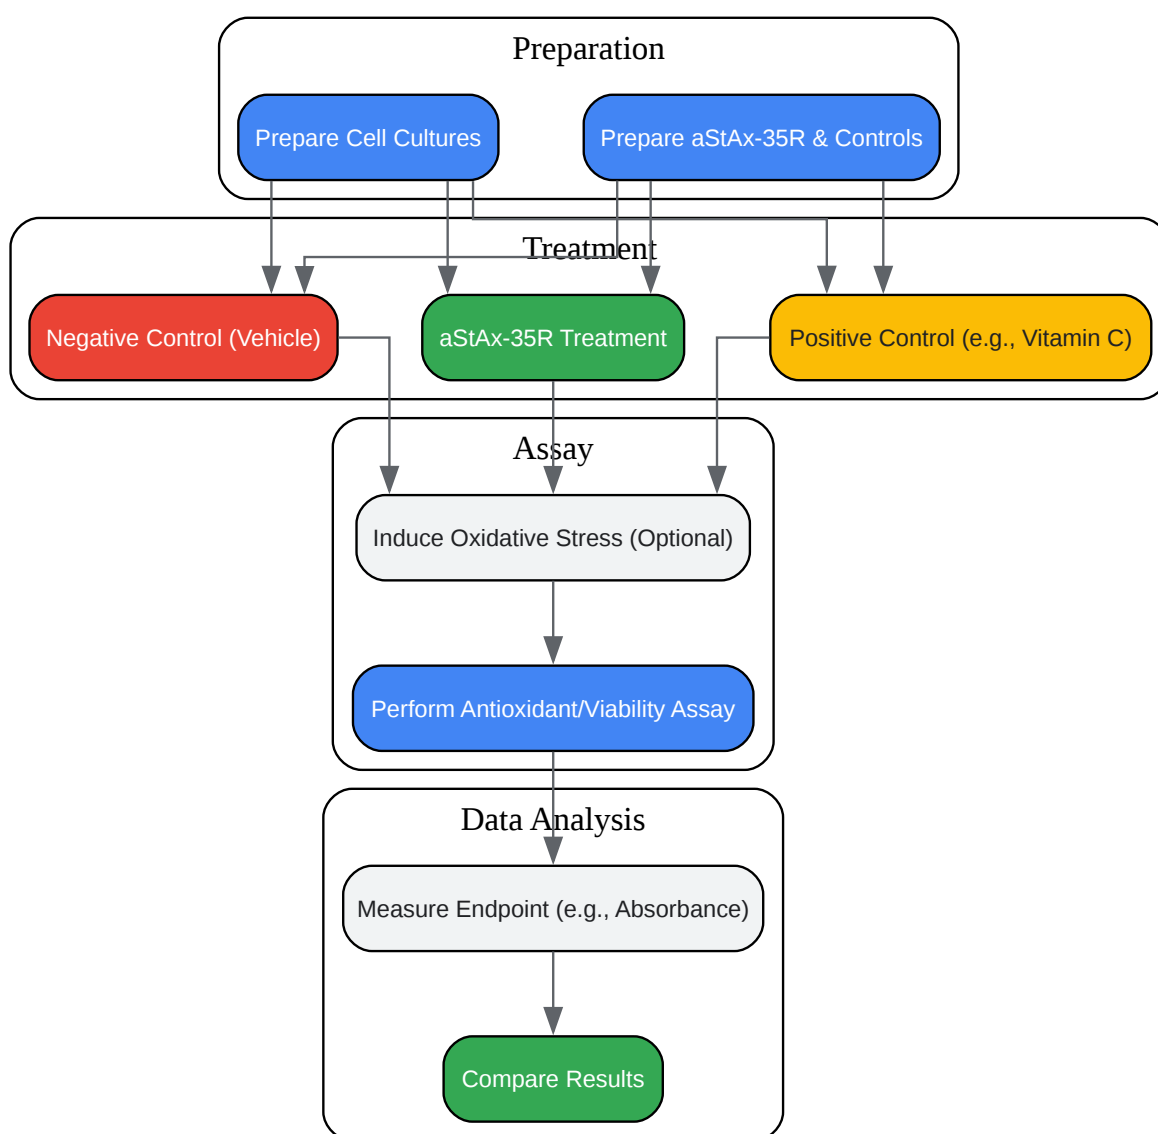 Preparation
Prepare Cell Cultures
Prepare aStAx-35R & Controls
Treatment
Negative Control (Vehicle)
aStAx-35R Treatment
Positive Control (e.g., Vitamin C)
Assay
Induce Oxidative Stress (Optional)
Perform Antioxidant/Viability Assay
Data Analysis
Measure Endpoint (e.g., Absorbance)
Compare Results